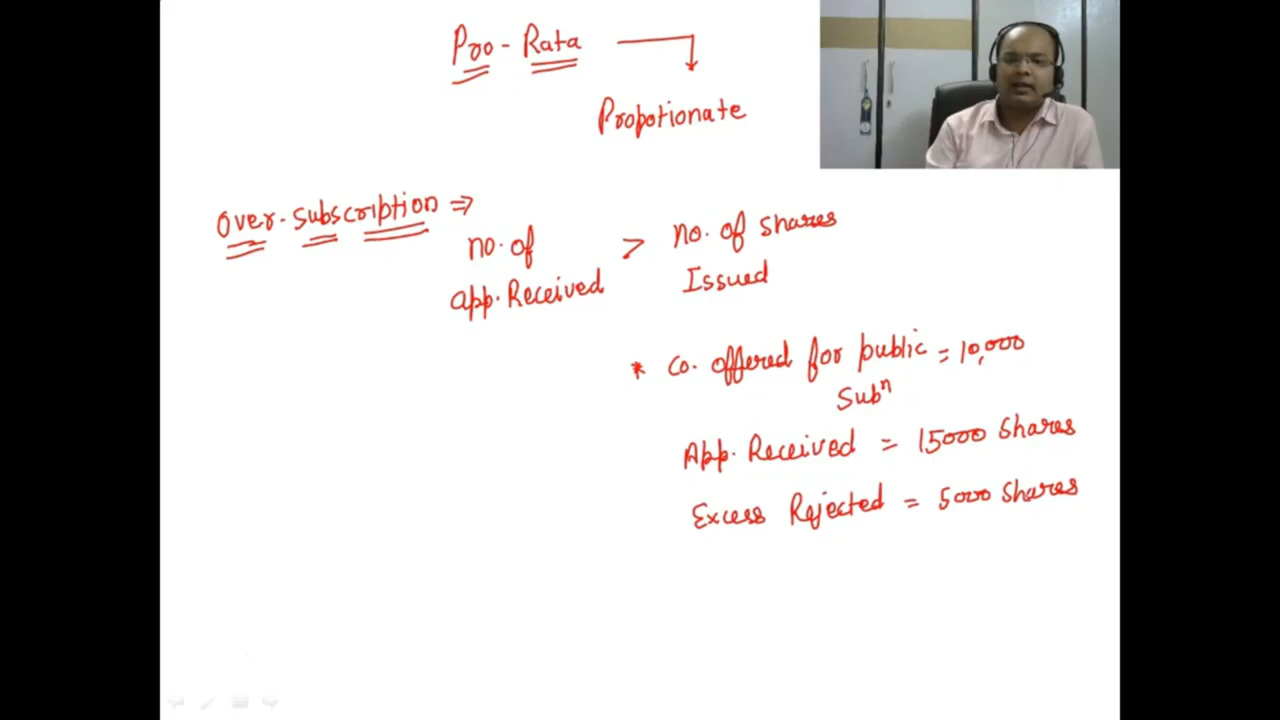 Pro-Rata
Propotionate
Over-Subscription ⇒
no. of
app. Received > no. of shares
Issued
* Co. offered for public = 10,000
Subⁿ
App. Received = 15000 Shares
Excess Rejected = 5000 Shares